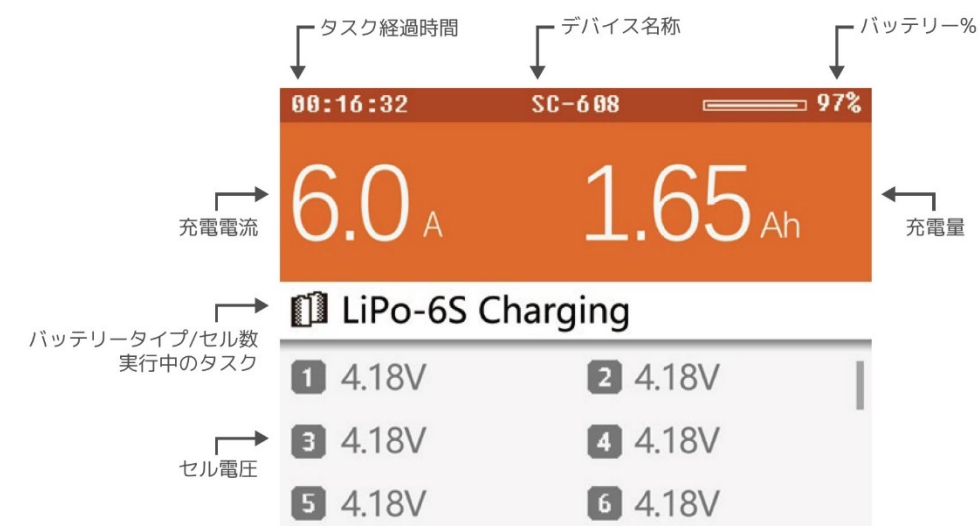 タスク経過時間
デバイス名称
バッテリー%
00:16:32 SC-608 97%
充電電流
6.0 A 1.65 Ah
充電量
バッテリータイプ/セル数
実行中のタスク
LiPo-6S Charging
1 4.18V 2 4.18V
セル電圧
3 4.18V 4 4.18V
5 4.18V 6 4.18V